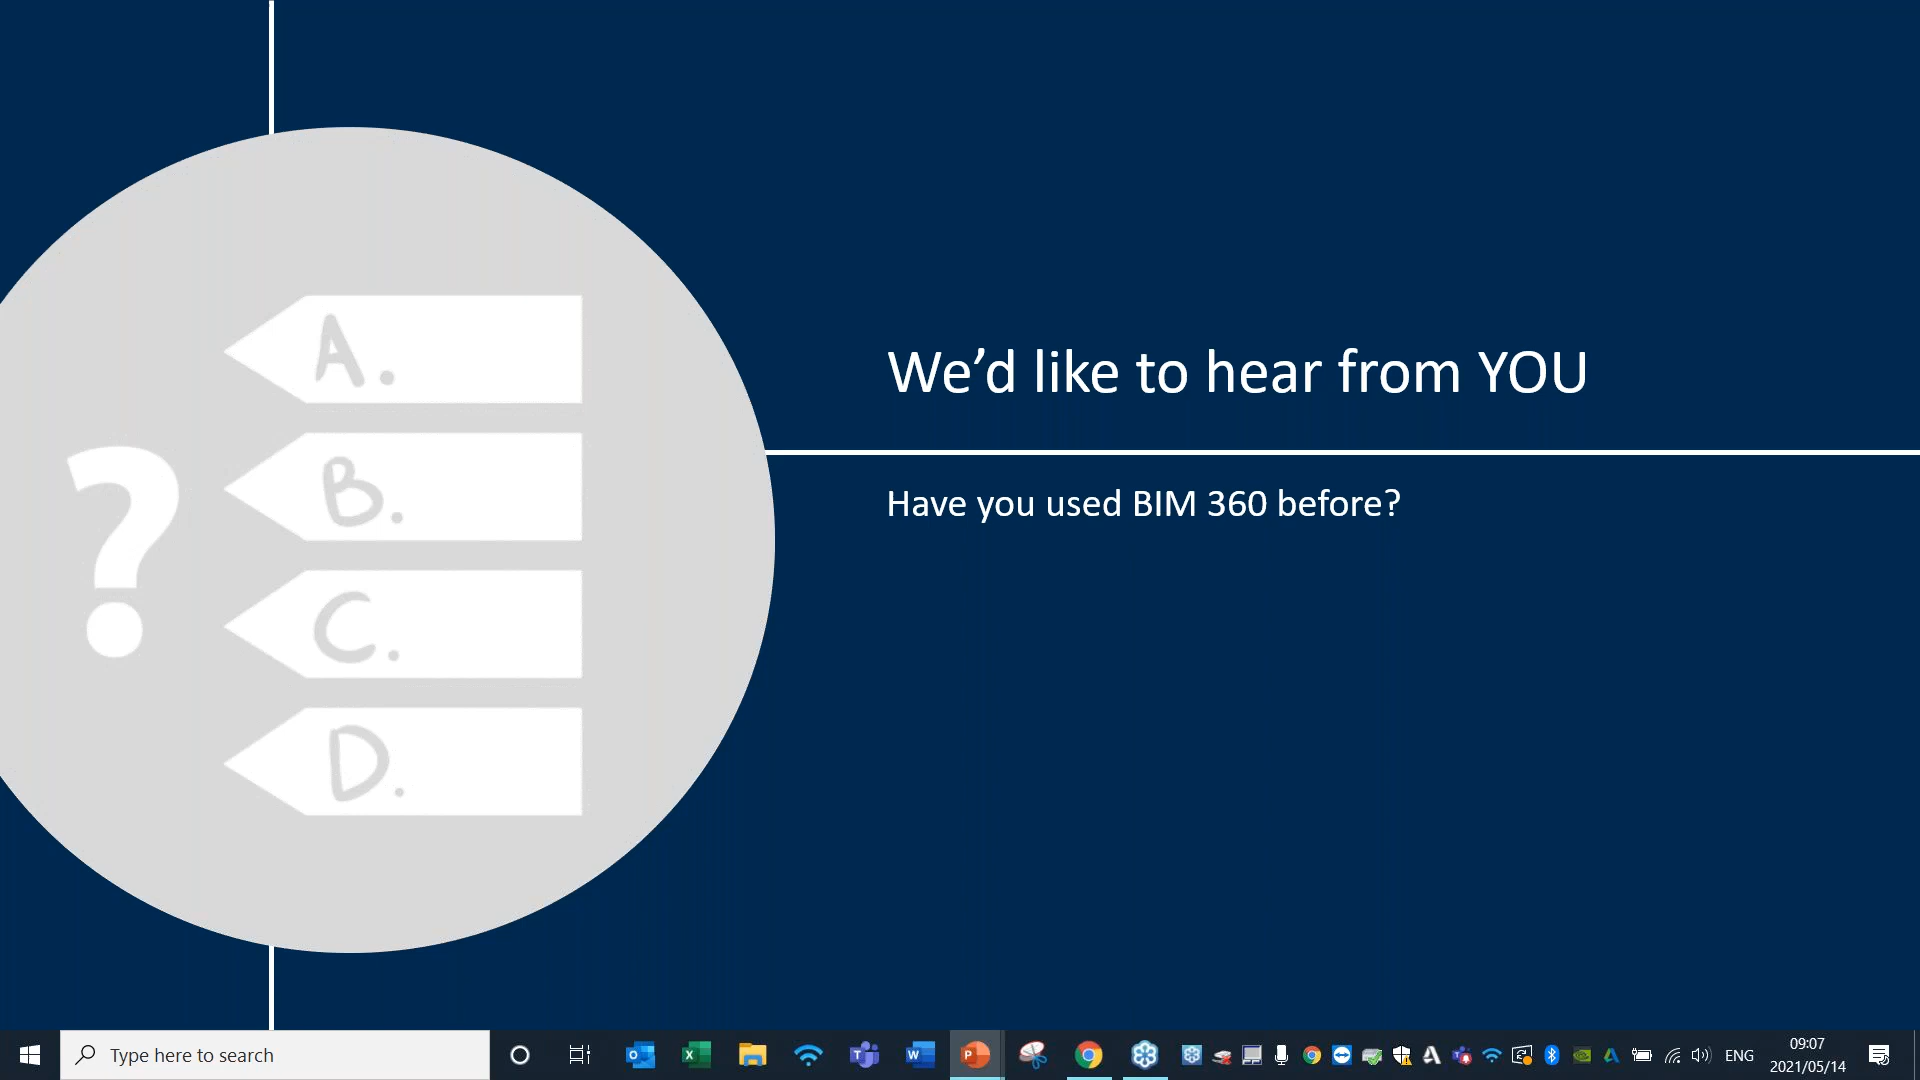 A.
B.
C.
D.
?
We’d like to hear from YOU
Have you used BIM 360 before?
Type here to search
ENG
09:07
2021/05/14